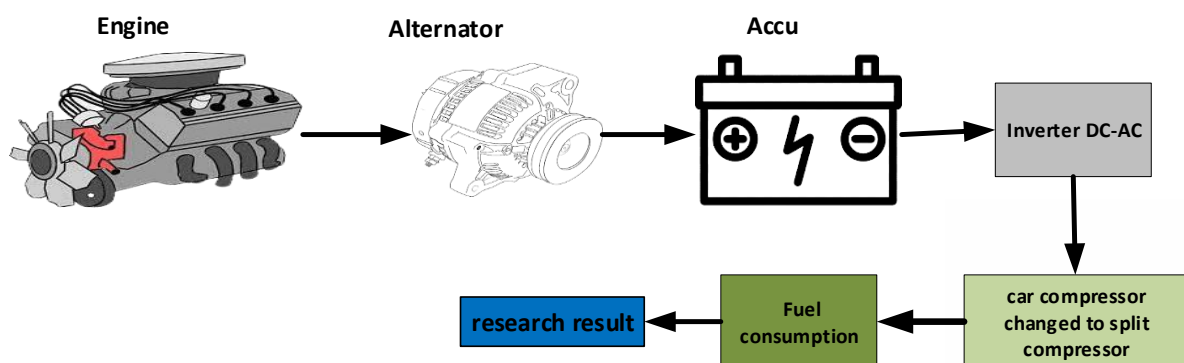 Engine
Alternator
Accu
Inverter DC-AC
car compressor
changed to split
compressor
Fuel
consumption
research result